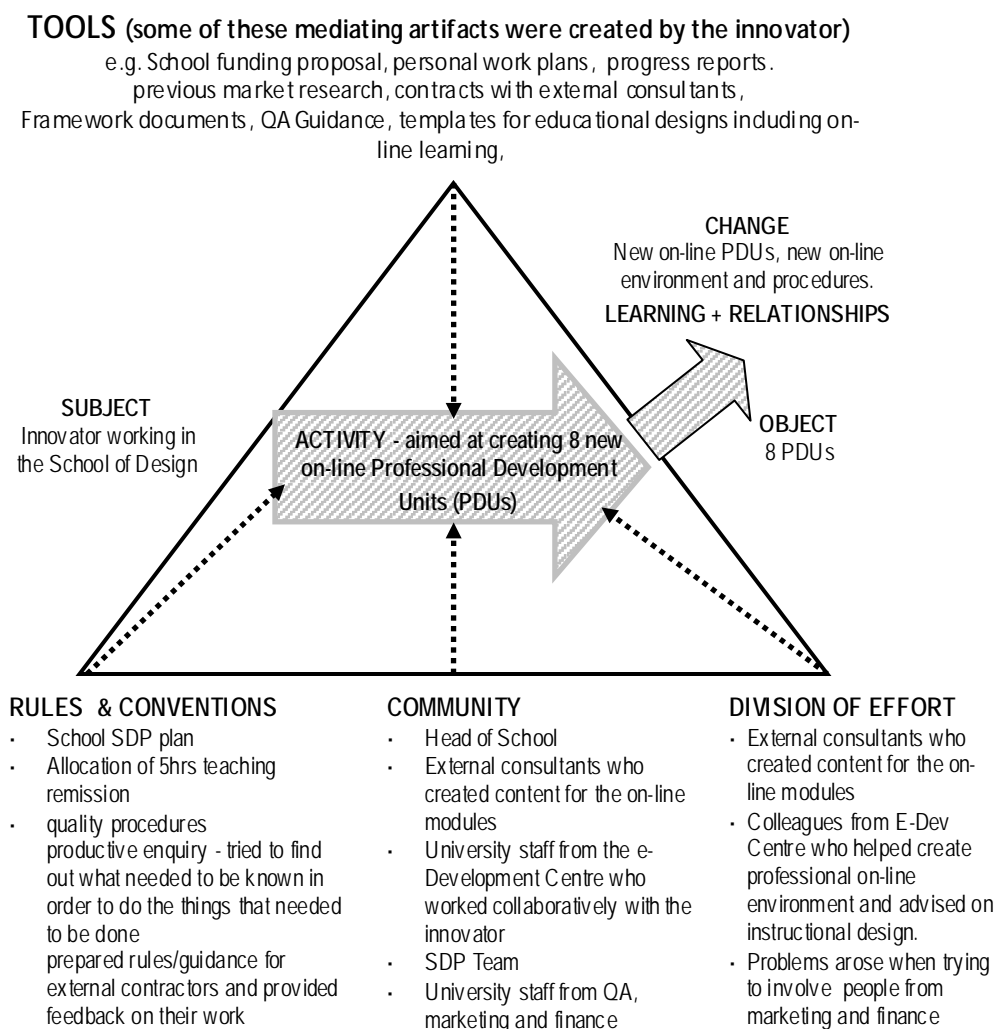 TOOLS (some of these mediating artifacts were created by the innovator)
e.g. School funding proposal, personal work plans, progress reports.
previous market research, contracts with external consultants,
Framework documents, QA Guidance, templates for educational designs including on-
line learning,
CHANGE
New on-line PDUs, new on-line
environment and procedures.
LEARNING + RELATIONSHIPS
SUBJECT
Innovator working in
the School of Design
ACTIVITY - aimed at creating 8 new
on-line Professional Development
Units (PDUs)
OBJECT
8 PDUs
RULES & CONVENTIONS
· School SDP plan
· Allocation of 5hrs teaching
remission
· quality procedures
productive enquiry - tried to find
out what needed to be known in
order to do the things that needed
to be done
prepared rules/guidance for
external contractors and provided
feedback on their work
COMMUNITY
· Head of School
· External consultants who
created content for the on-line
modules
· University staff from the e-
Development Centre who
worked collaboratively with the
innovator
· SDP Team
· University staff from QA,
marketing and finance
DIVISION OF EFFORT
· External consultants who
created content for the on-
line modules
· Colleagues from E-Dev
Centre who helped create
professional on-line
environment and advised on
instructional design.
· Problems arose when trying
to involve people from
marketing and finance